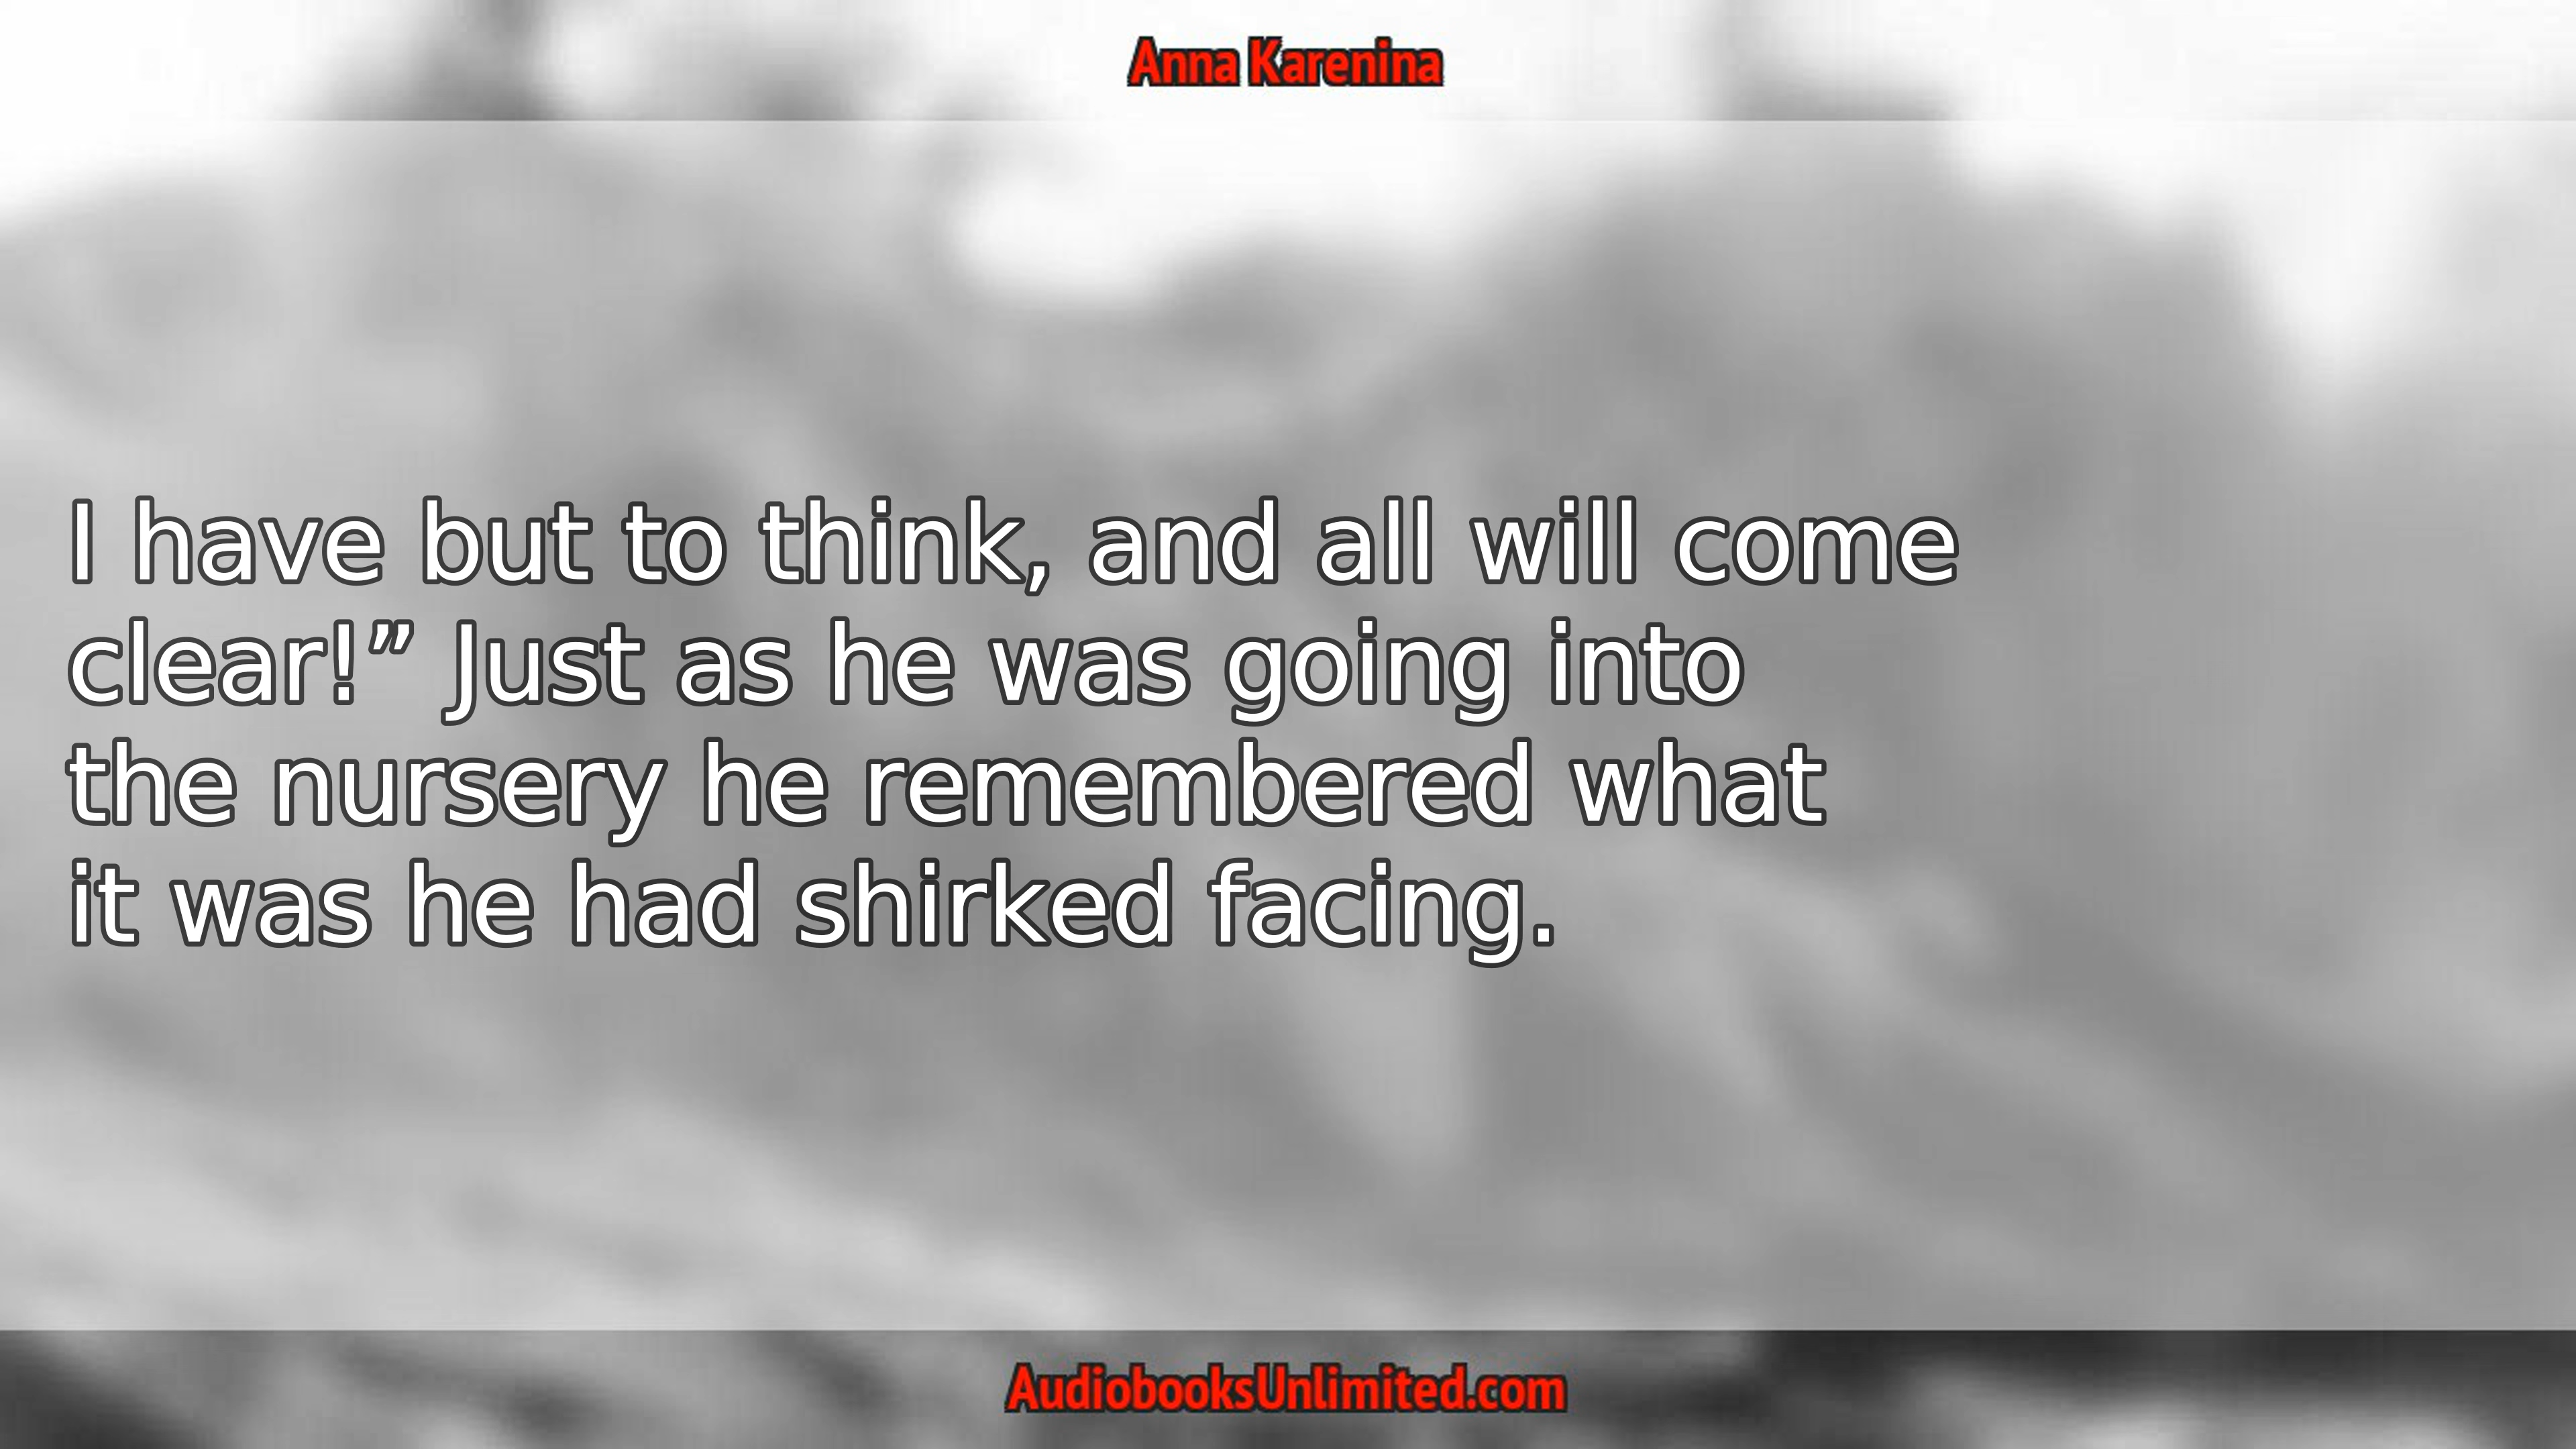 Anna Karenina
I have but to think, and all will come
clear!” Just as he was going into
the nursery he remembered what
it was he had shirked facing.
AudiobooksUnlimited.com